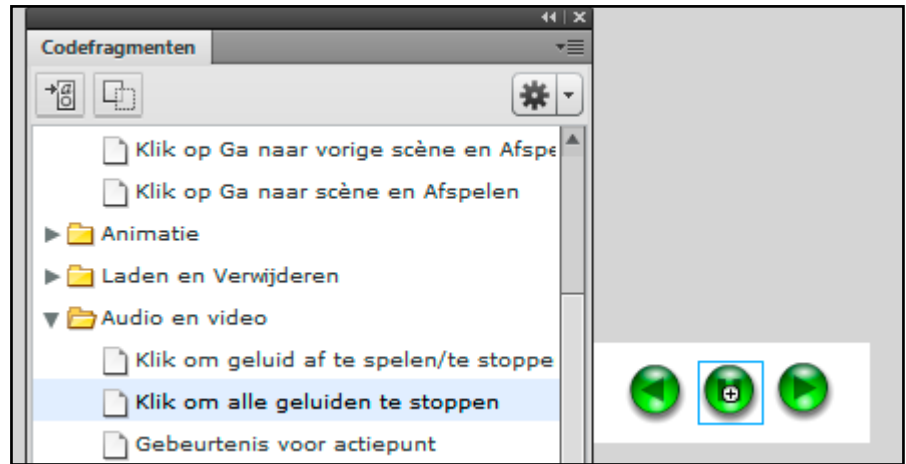 Codefragmenten
Klik op Ga naar vorige scène en Afspe
Klik op Ga naar scène en Afspelen
Animatie
Laden en Verwijderen
Audio en video
Klik om geluid af te spelen/te stoppe
Klik om alle geluiden te stoppen
Gebeurtenis voor actiepunt